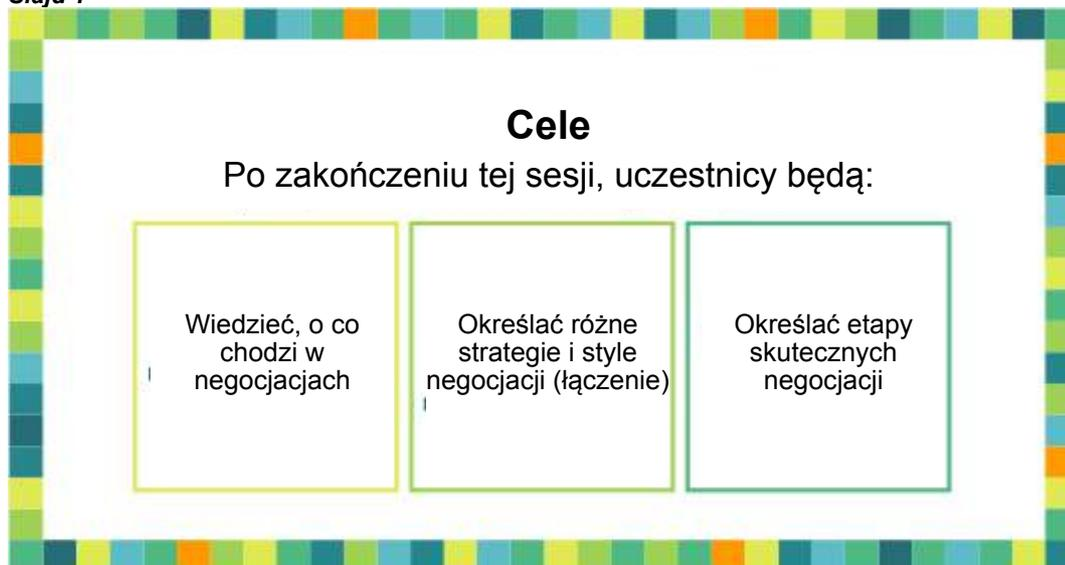 Cele
Po zakończeniu tej sesji, uczestnicy będą:
Wiedzieć, o co
chodzi w
negocjacjach
Określać różne
strategie i style
negocjacji (łączenie)
Określać etapy
skutecznych
negocjacji